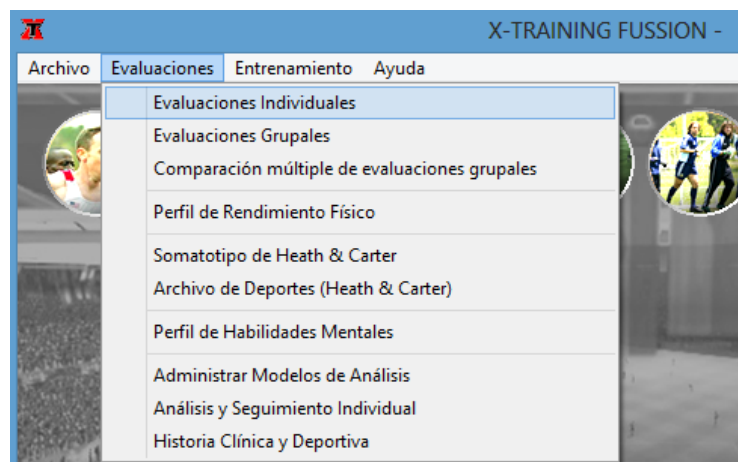 X-TRAINING FUSSION -
Archivo Evaluaciones Entrenamiento Ayuda
Evaluaciones Individuales
Evaluaciones Grupales
Comparación múltiple de evaluaciones grupales
Perfil de Rendimiento Físico
Somatotipo de Heath & Carter
Archivo de Deportes (Heath & Carter)
Perfil de Habilidades Mentales
Administrar Modelos de Análisis
Análisis y Seguimiento Individual
Historia Clínica y Deportiva